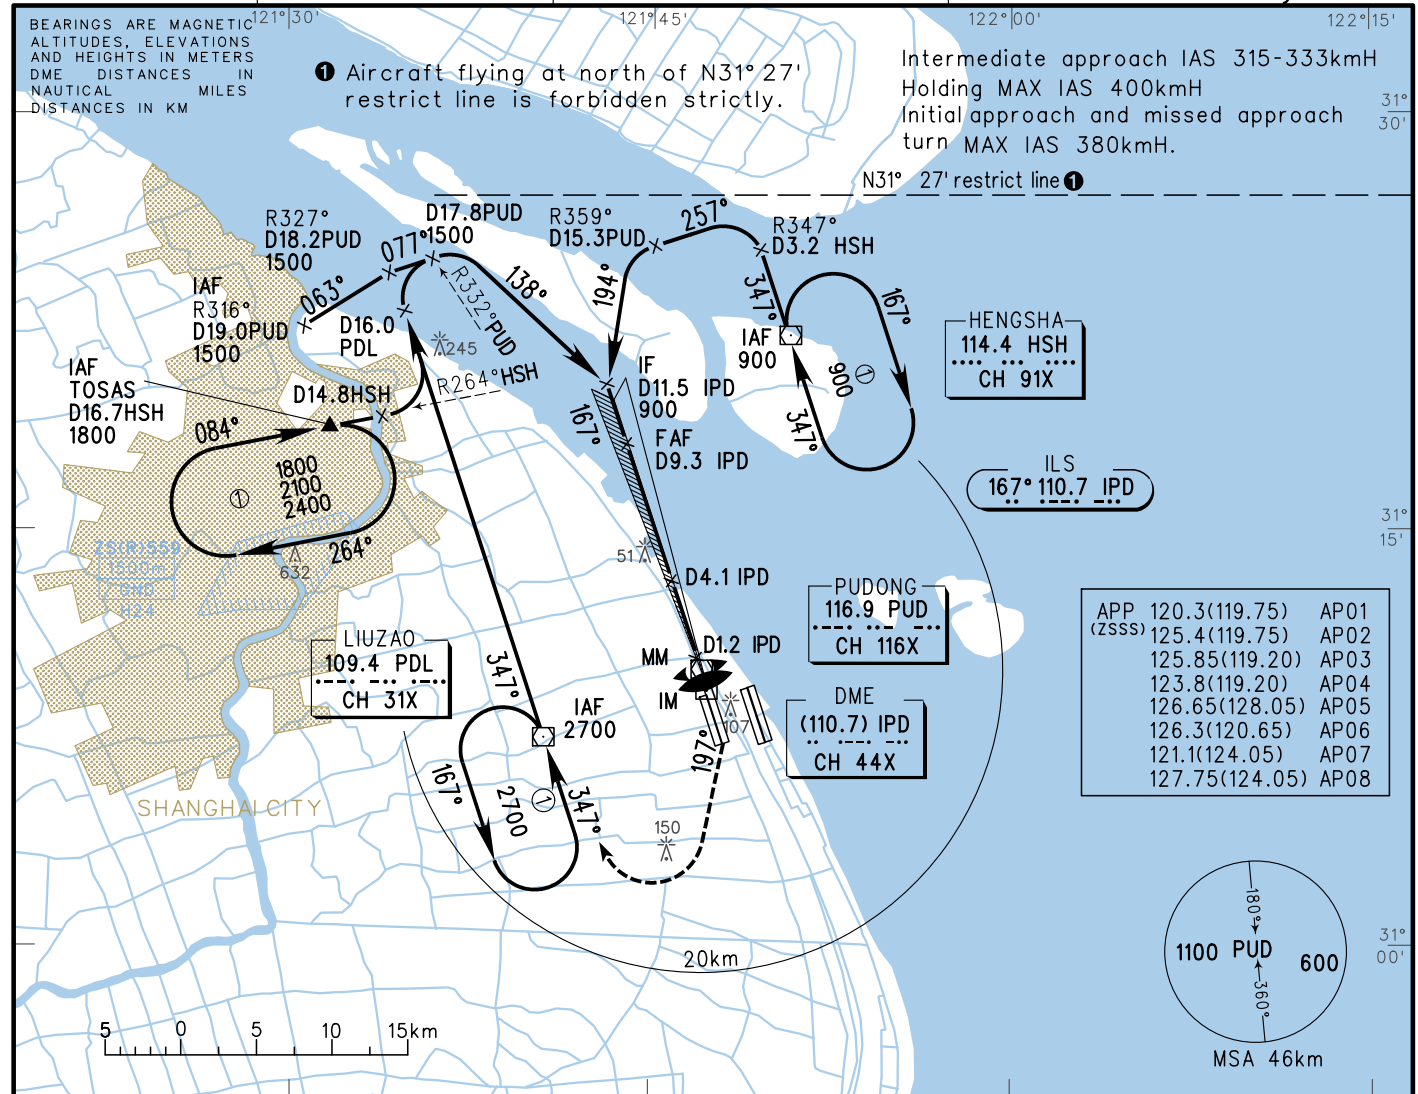 121°30'
121°45'
122°00'
122°15'
BEARINGS ARE MAGNETIC
ALTITUDES, ELEVATIONS
AND HEIGHTS IN METERS
DME DISTANCES IN
NAUTICAL MILES
DISTANCES IN KM
❶ Aircraft flying at north of N31°27'
restrict line is forbidden strictly.
Intermediate approach IAS 315-333kmH
Holding MAX IAS 400kmH
Initial approach and missed approach
turn MAX IAS 380kmH.
31°
30'
N31° 27' restrict line❶
R327°
D18.2PUD
1500
077°
D17.8PUD
1500
R359°
D15.3PUD
257°
R347°
D3.2 HSH
IAF
R316°
D19.0PUD
1500
063°
138°
194°
347°
167°
R332°PUD
D16.0
PDL
245
IAF
900
900
①
347°
HENGSHA
114.4 HSH
CH 91X
IAF
TOSAS
D16.7HSH
1800
D14.8HSH
R264°HSH
IF
D11.5 IPD
900
167°
FAF
D9.3 IPD
084°
1800
2100
2400
①
264°
ILS
167° 110.7 IPD
31°
15'
ZS(R)559
1500m
GND
H24
632
51
D4.1 IPD
PUDONG
116.9 PUD
CH 116X
LIUZAO
109.4 PDL
CH 31X
D1.2 IPD
MM
IM
107
DME
(110.7) IPD
CH 44X
347°
IAF
2700
167°
2700
①
347°
197°
150
SHANGHAI CITY
APP 120.3(119.75) AP01
(ZSSS) 125.4(119.75) AP02
125.85(119.20) AP03
123.8(119.20) AP04
126.65(128.05) AP05
126.3(120.65) AP06
121.1(124.05) AP07
127.75(124.05) AP08
20km
31°
00'
180°
1100 PUD 600
360°
MSA 46km
5 0 5 10 15km